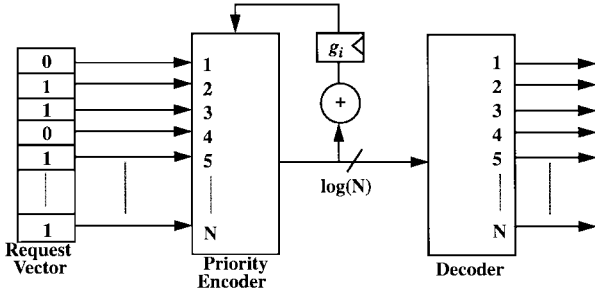 0
1
1
0
1
1
Request
Vector
1
2
3
4
5
N
Priority
Encoder
g_i
+
log(N)
1
2
3
4
5
N
Decoder